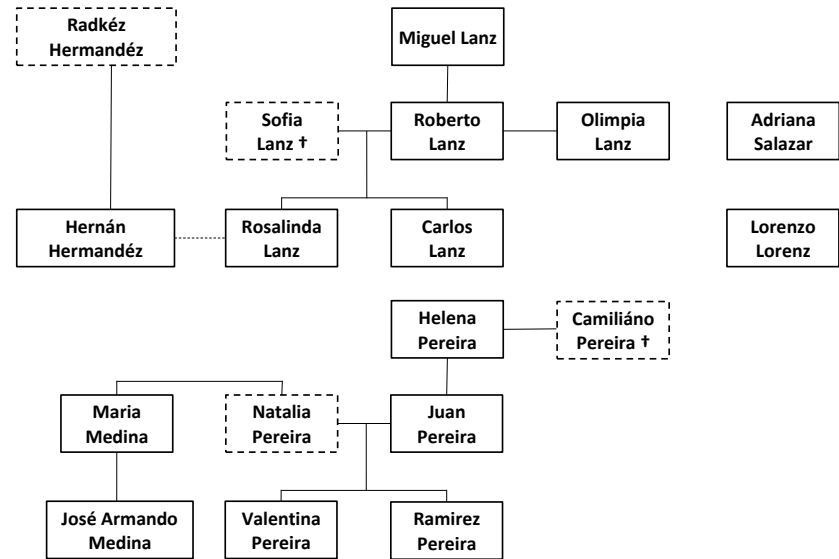 Radkéz
Hermandéz
Miguel Lanz
Sofia
Lanz †
Roberto
Lanz
Olimpia
Lanz
Adriana
Salazar
Hernán
Hermandéz
Rosalinda
Lanz
Carlos
Lanz
Lorenzo
Lorenz
Helena
Pereira
Camiliáno
Pereira †
Maria
Medina
Natalia
Pereira
Juan
Pereira
José Armando
Medina
Valentina
Pereira
Ramirez
Pereira